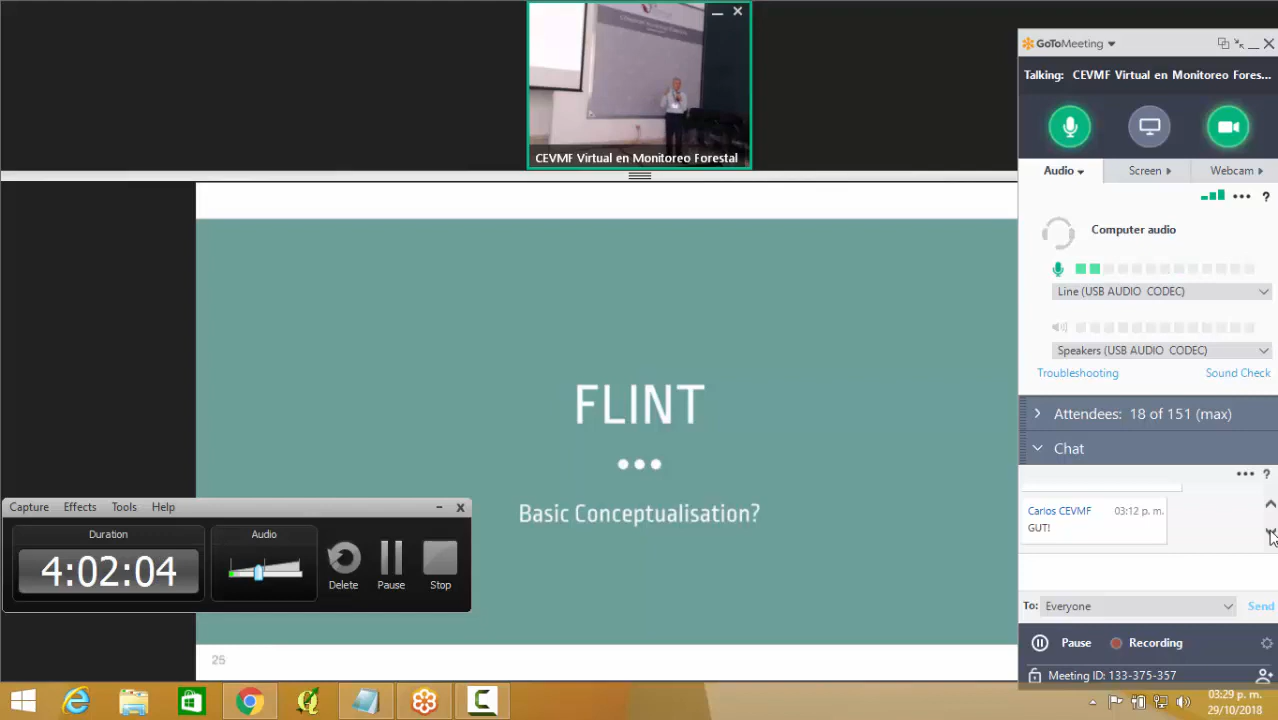 CEVMF Virtual en Monitoreo Forestal
GoToMeeting
Talking: CEVMF Virtual en Monitoreo Fores...
Audio
Screen
Webcam
?
Computer audio
Line (USB AUDIO CODEC)
Speakers (USB AUDIO CODEC)
Troubleshooting
Sound Check
Attendees: 18 of 151 (max)
Chat
?
Carlos CEVMF
03:12 p. m.
GUT!
To:
Everyone
Send
Pause
Recording
Meeting ID: 133-375-357
FLINT
Basic Conceptualisation?
25
Capture
Effects
Tools
Help
Duration
4:02:04
Audio
Delete
Pause
Stop
03:29 p. m.
29/10/2018